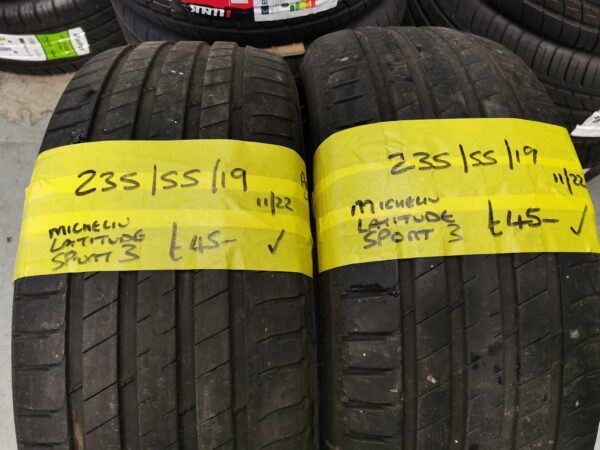 235/55/19
11/22
MICHELIN
LATITUDE
SPORT 3
£45-
✓
235/55/19
11/22
MICHELIN
LATITUDE
SPORT 3
£45-
✓